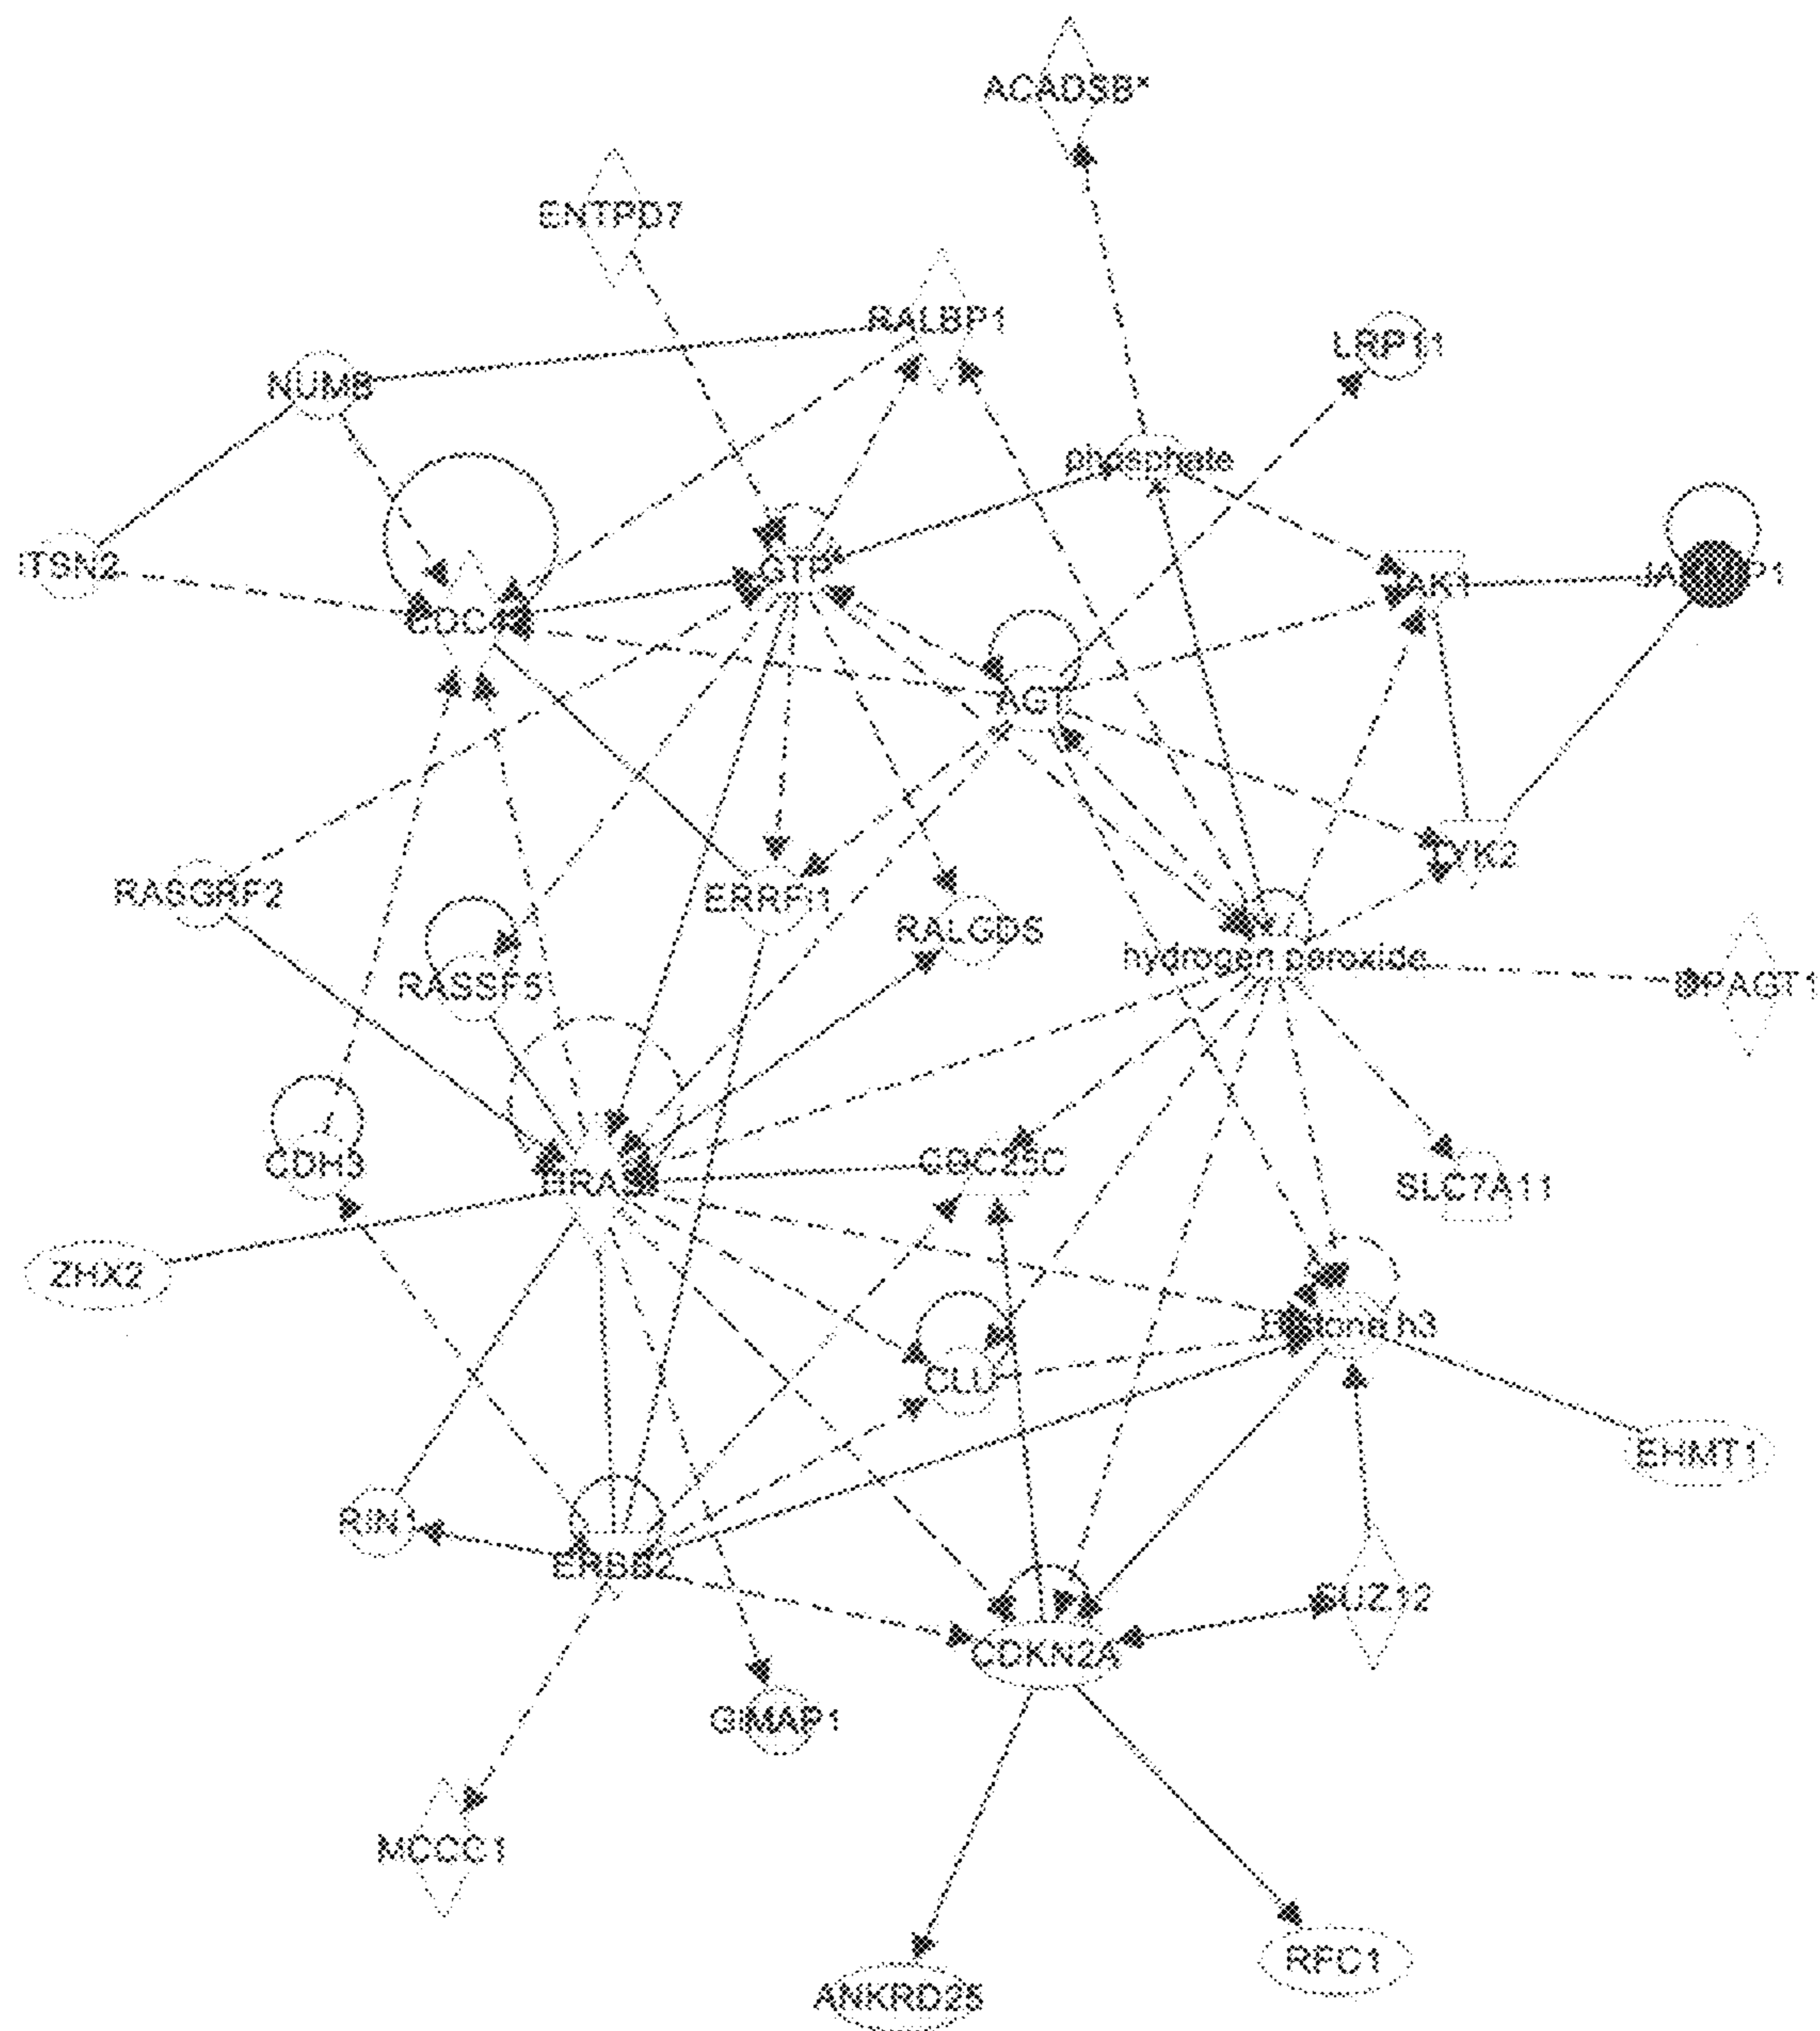 ACADSB*
ENTPD7
RALBP1
LRP11
NUMB
phosphate
ITSN2
GTP*
JAK1
CDC42
AGT
TYK2
RASGRF2
ERRFI1
RALGDS
hydrogen peroxide
RASSF5
DPAGT1
CDH3
CDC25C
HRAS*
SLC7A11
ZHX2
Histone h3
CLU
EHMT1
RIN1
ERBB2
SUZ12
CDKN2A
GIMAP1
MCCC1
RFC1
ANKRD25